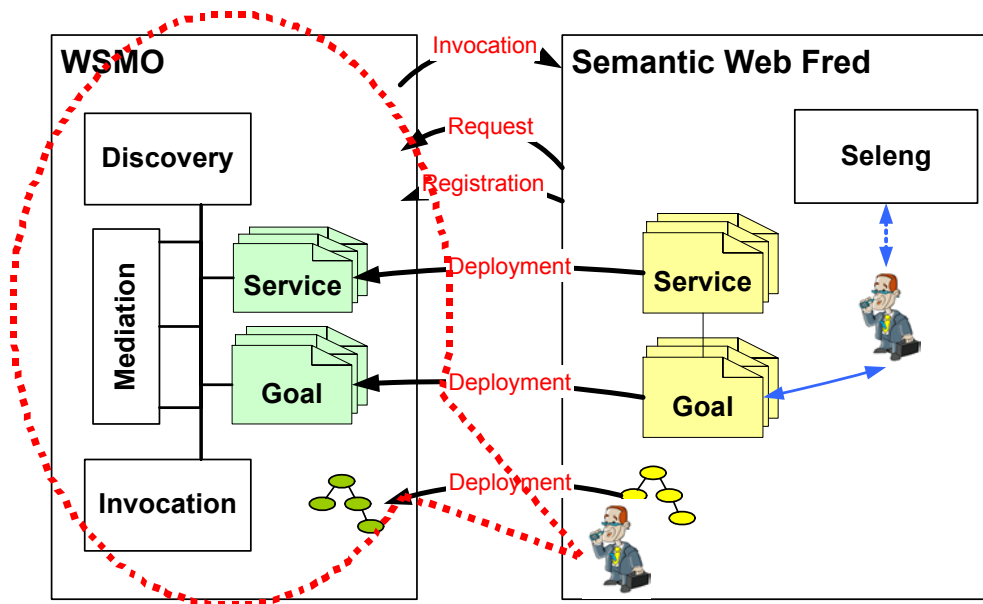 WSMO
Discovery
Mediation
Service
Goal
Invocation
Invocation
Request
Registration
Deployment
Deployment
Deployment
Semantic Web Fred
Seleng
Service
Goal